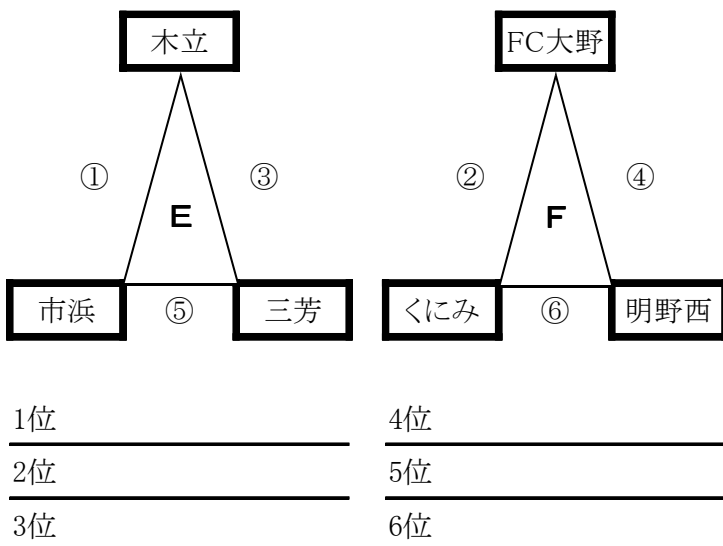 木立 FC大野
① ③ ② ④
E F
市浜 ⑤ 三芳 くにみ ⑥ 明野西
1位 4位
2位 5位
3位 6位